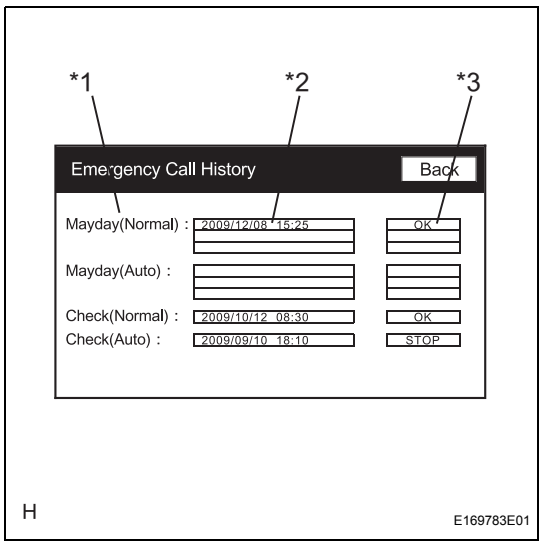 *1 *2 *3
Emergency Call History Back
Mayday(Normal) : 2009/12/08 15:25 OK
Mayday(Auto) :
Check(Normal) : 2009/10/12 08:30 OK
Check(Auto) : 2009/09/10 18:10 STOP
H
E169783E01